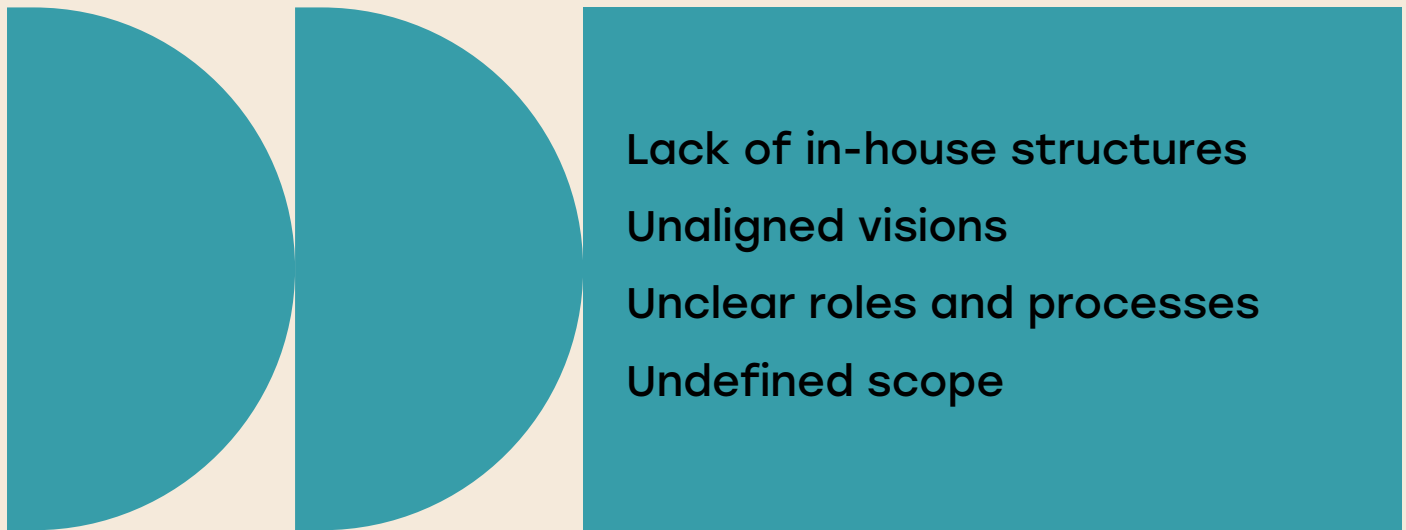 Lack of in-house structures
Unaligned visions
Unclear roles and processes
Undefined scope